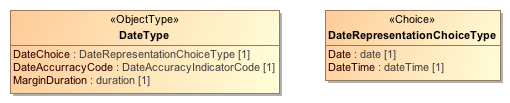 «ObjectType»
DateType
DateChoice : DateRepresentationChoiceType [1]
DateAccurracyCode : DateAccuracyIndicatorCode [1]
MarginDuration : duration [1]
«Choice»
DateRepresentationChoiceType
Date : date [1]
DateTime : dateTime [1]